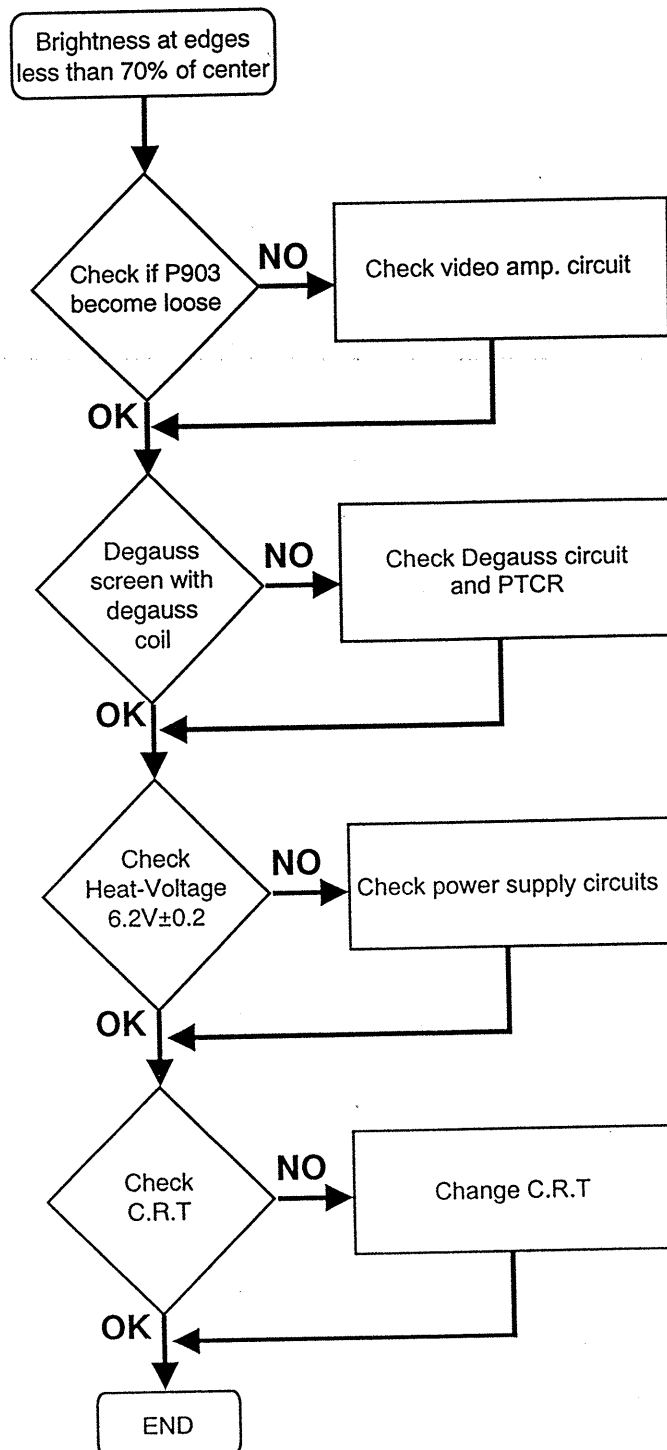 Brightness at edges
less than 70% of center
Check if P903
become loose
NO
Check video amp. circuit
OK
Degauss
screen with
degauss
coil
NO
Check Degauss circuit
and PTCR
OK
Check
Heat-Voltage
6.2V±0.2
NO
Check power supply circuits
OK
Check
C.R.T
NO
Change C.R.T
OK
END